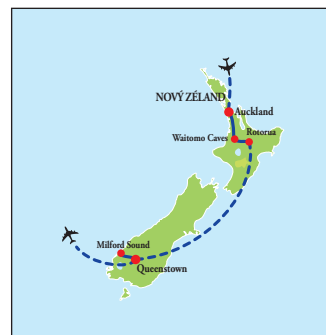 NOVÝ ZÉLAND
Auckland
Waitomo Caves
Rotorua
Milford Sound
Queenstown